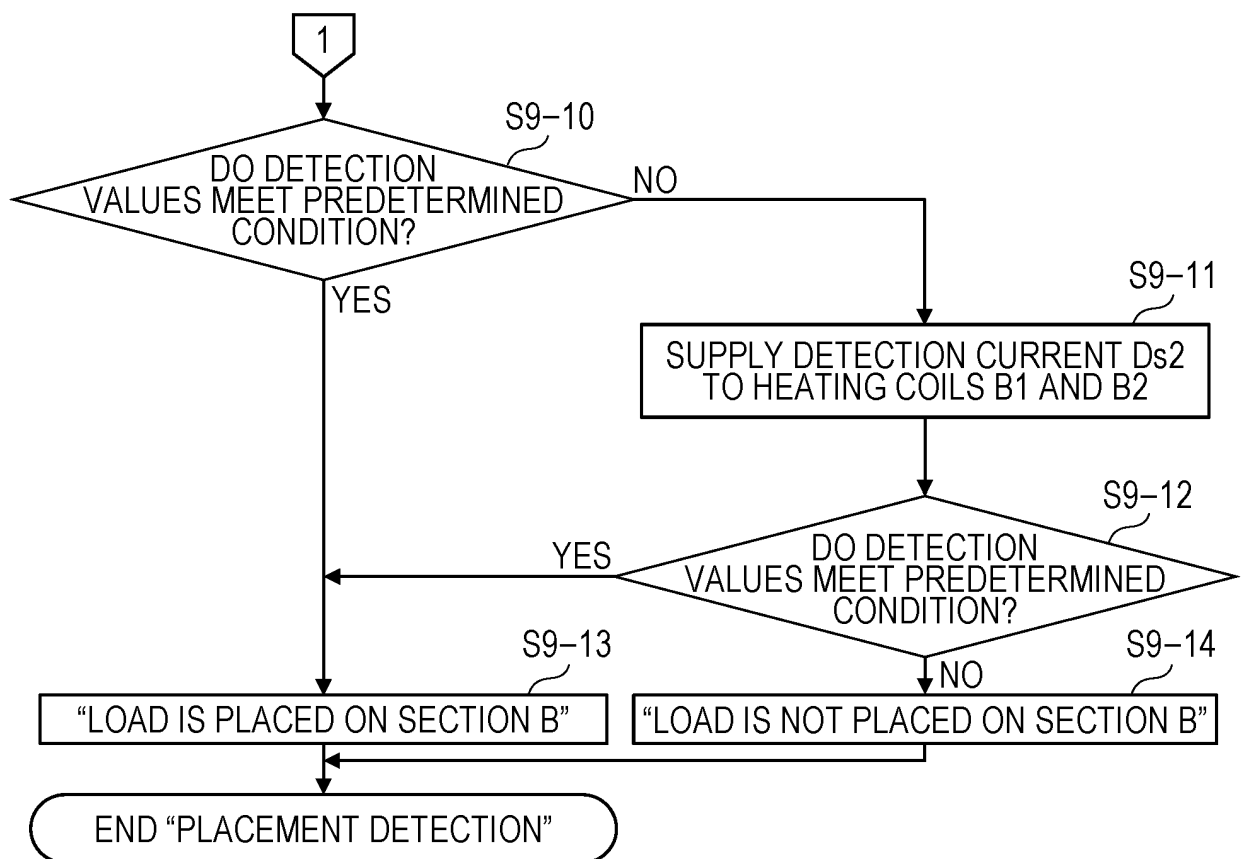 1
S9-10
DO DETECTION
VALUES MEET PREDETERMINED
CONDITION?
NO
YES
S9-11
SUPPLY DETECTION CURRENT Ds2
TO HEATING COILS B1 AND B2
S9-12
DO DETECTION
VALUES MEET PREDETERMINED
CONDITION?
YES
NO
S9-13
“LOAD IS PLACED ON SECTION B”
S9-14
“LOAD IS NOT PLACED ON SECTION B”
END “PLACEMENT DETECTION”